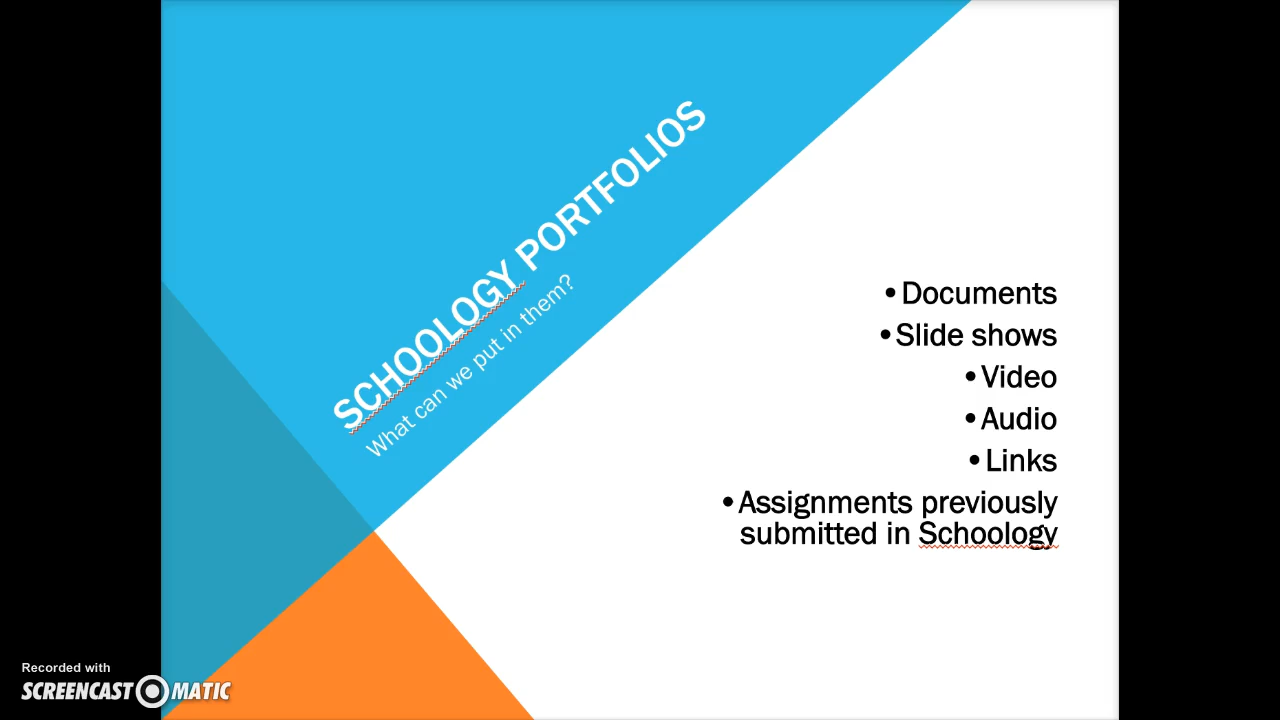 SCHOOLOGY PORTFOLIOS
What can we put in them?
•Documents
•Slide shows
•Video
•Audio
•Links
•Assignments previously
submitted in Schoology
Recorded with
SCREENCAST MATIC